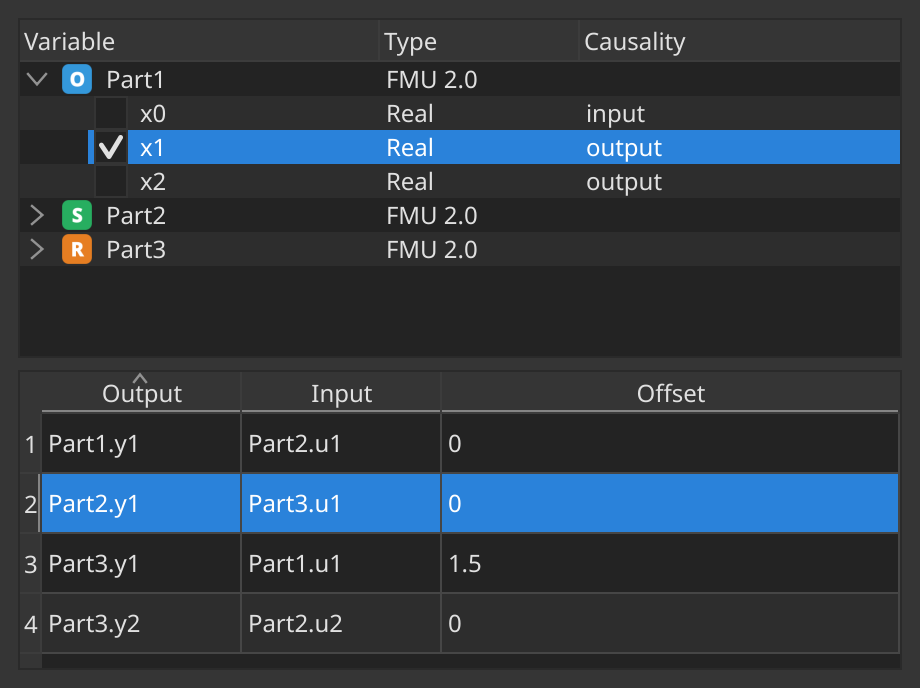 Variable Type Causality
O Part1 FMU 2.0
x0 Real input
x1 Real output
x2 Real output
S Part2 FMU 2.0
R Part3 FMU 2.0
Output Input Offset
1 Part1.y1 Part2.u1 0
2 Part2.y1 Part3.u1 0
3 Part3.y1 Part1.u1 1.5
4 Part3.y2 Part2.u2 0